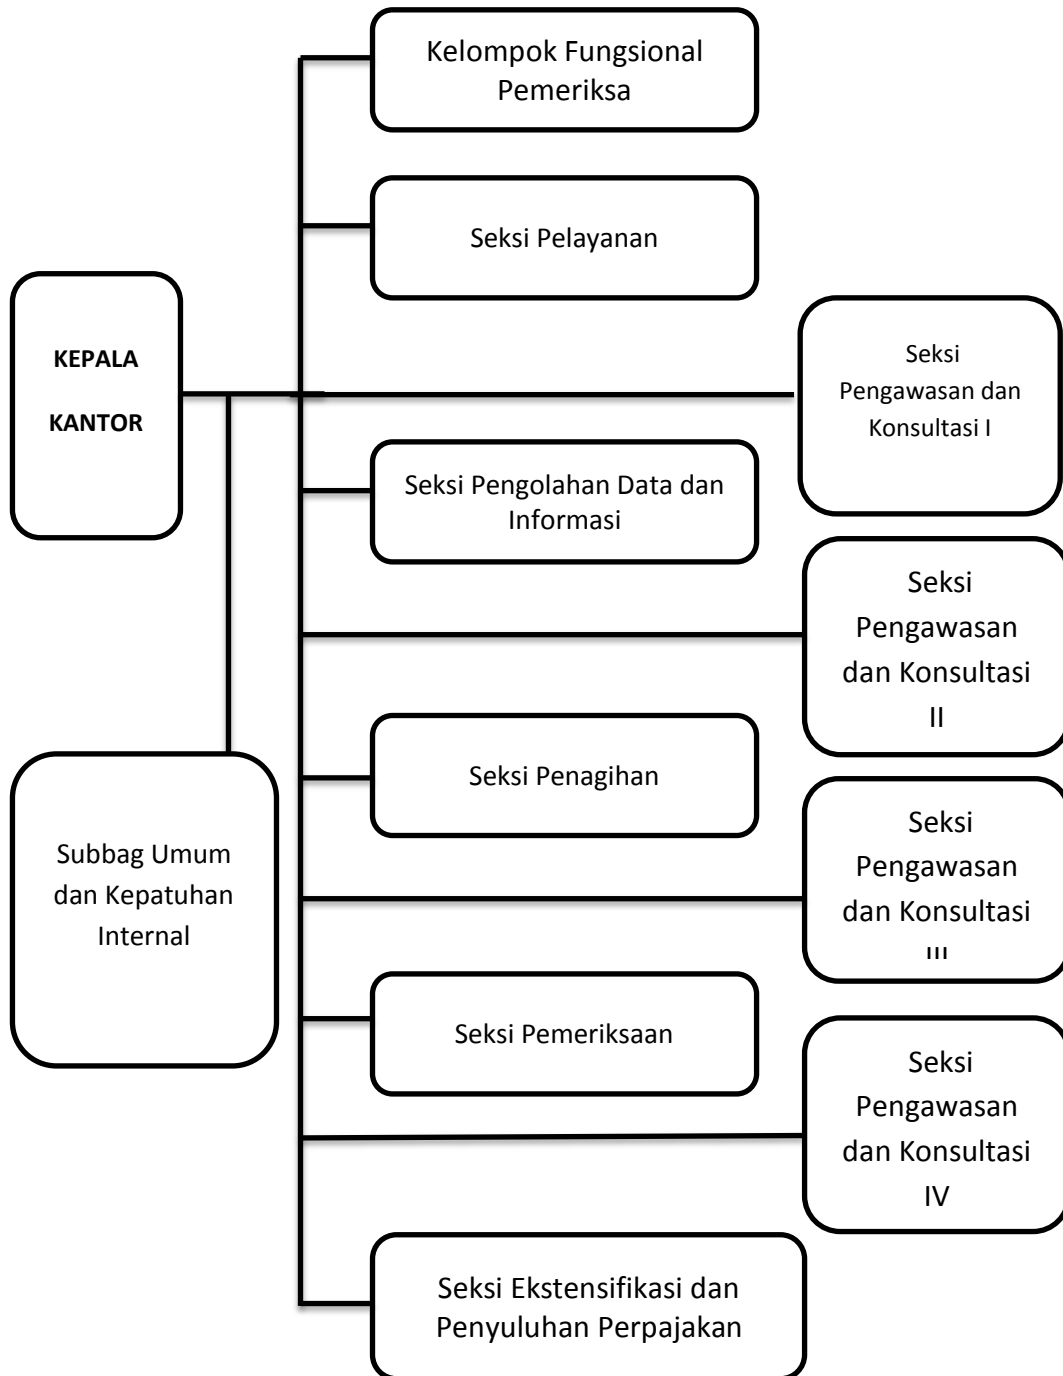 Kelompok Fungsional
Pemeriksa
Seksi Pelayanan
KEPALA
KANTOR
Seksi
Pengawasan dan
Konsultasi I
Seksi Pengolahan Data dan
Informasi
Seksi
Pengawasan
dan Konsultasi
II
Seksi Penagihan
Subbag Umum
dan Kepatuhan
Internal
Seksi
Pengawasan
dan Konsultasi
III
Seksi Pemeriksaan
Seksi
Pengawasan
dan Konsultasi
IV
Seksi Ekstensifikasi dan
Penyuluhan Perpajakan